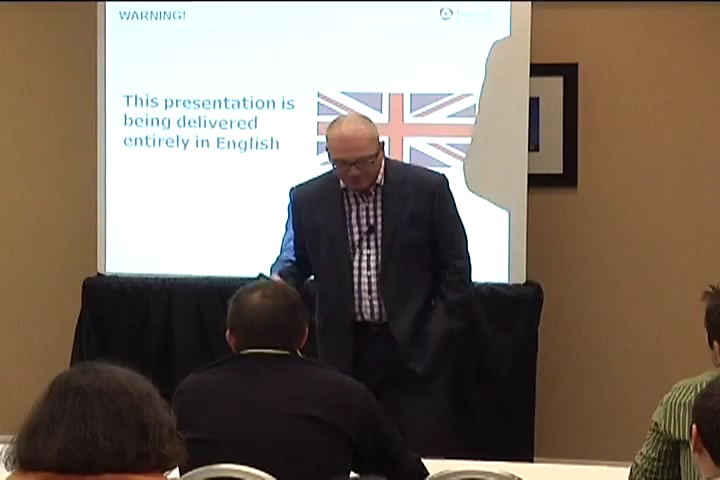 WARNING!
This presentation is
being delivered
entirely in English